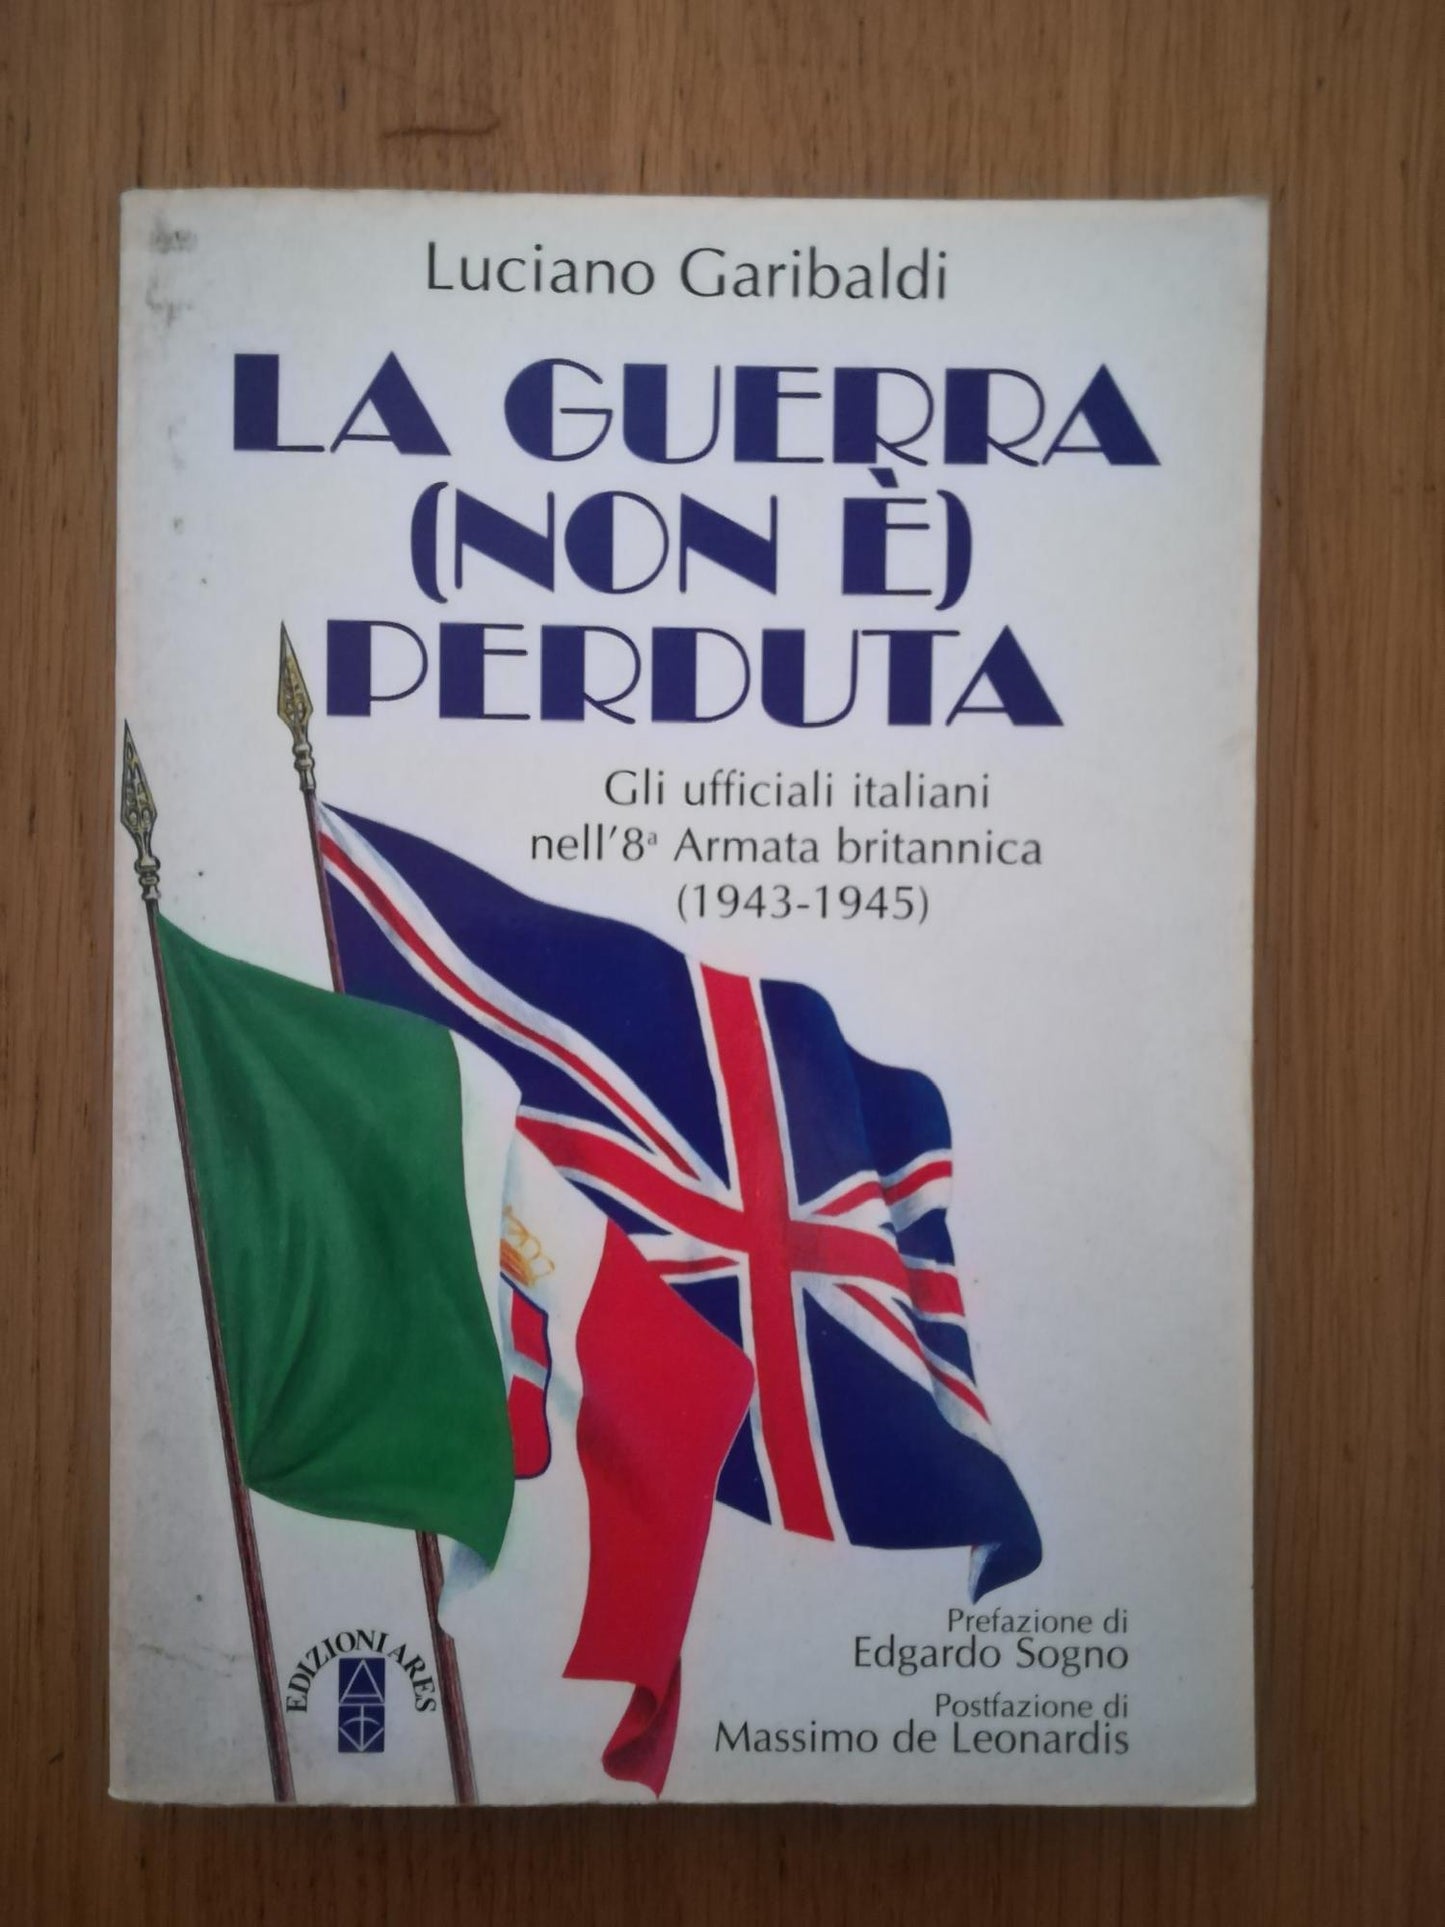 Luciano Garibaldi
LA GUERRA
(NON È)
PERDUTA
Gli ufficiali italiani
nell'8ª Armata britannica
(1943-1945)
Prefazione di
Edgardo Sogno
Postfazione di
Massimo de Leonardis
EDIZIONI ARES